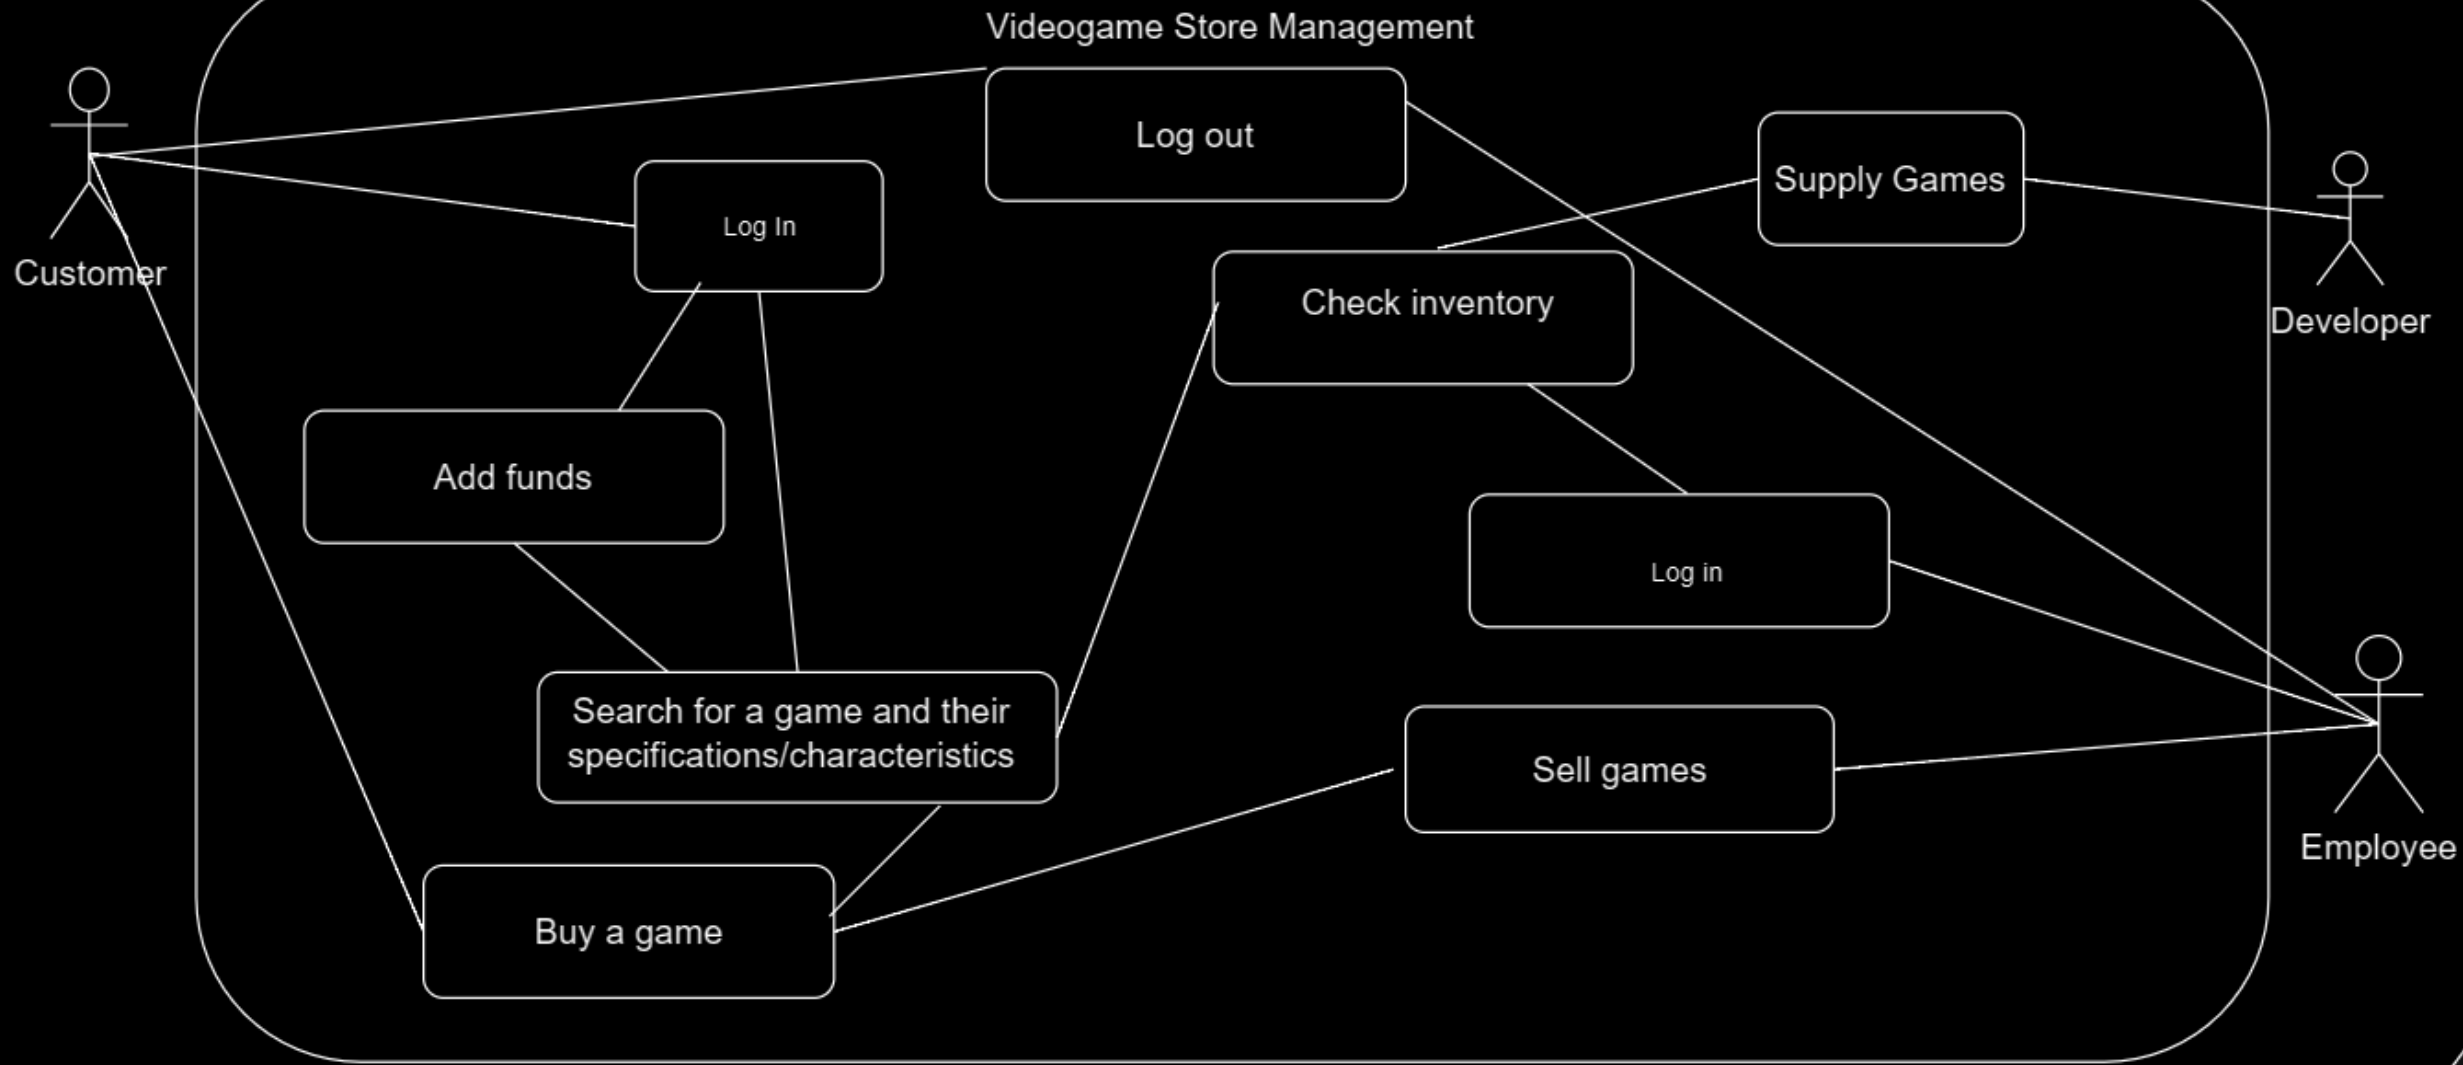 Videogame Store Management
Log out
Supply Games
Log In
Customer
Check inventory
Developer
Add funds
Log in
Search for a game and their
specifications/characteristics
Sell games
Employee
Buy a game